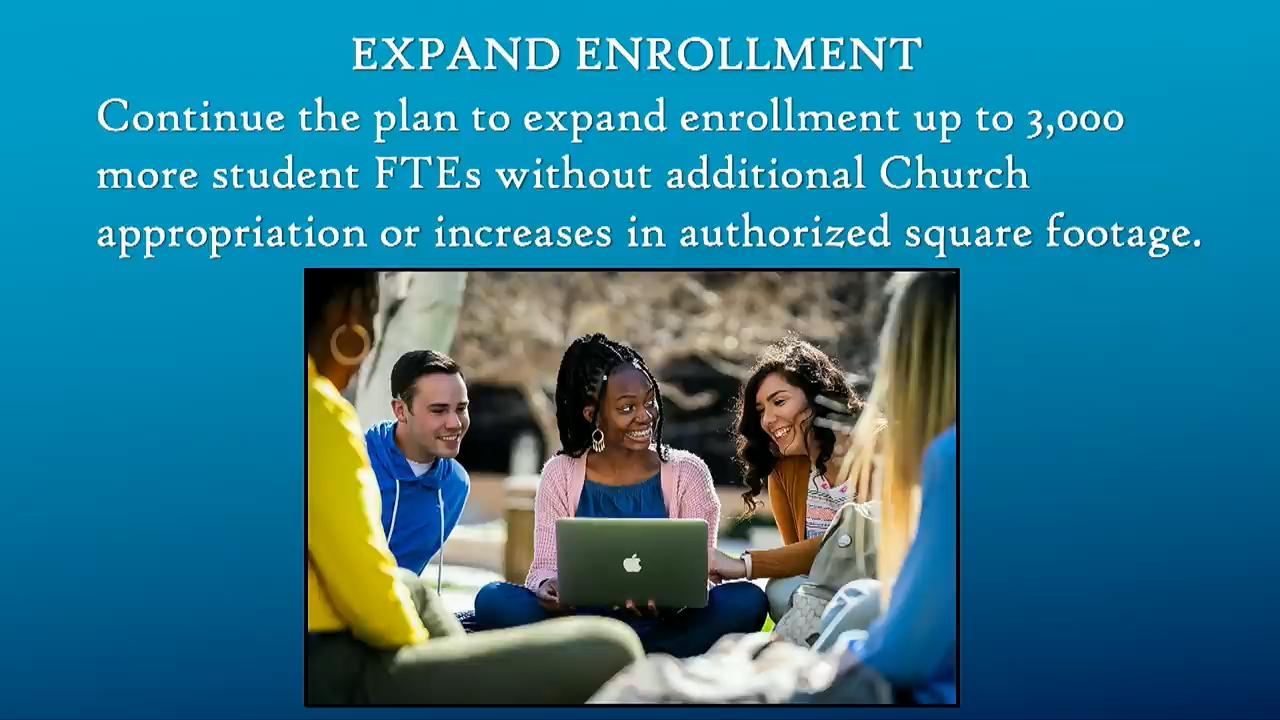 EXPAND ENROLLMENT
Continue the plan to expand enrollment up to 3,000
more student FTEs without additional Church
appropriation or increases in authorized square footage.